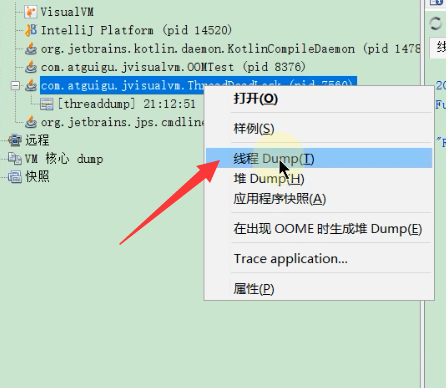 VisualVM
IntelliJ Platform (pid 14520)
org.jetbrains.kotlin.daemon.KotlinCompileDaemon (pid 1478
com.atguigu.jvisualvm.OOMTest (pid 8376)
com.atguigu.jvisualvm.ThreadDeadLock (pid 7560)
[threaddump] 21:12:51
org.jetbrains.jps.cmdline
远程
VM 核心 dump
快照
打开(O)
样例(S)
线程 Dump(T)
堆 Dump(H)
应用程序快照(A)
在出现 OOME 时生成堆 Dump(E)
Trace application...
属性(P)
线
20
Fu
"R